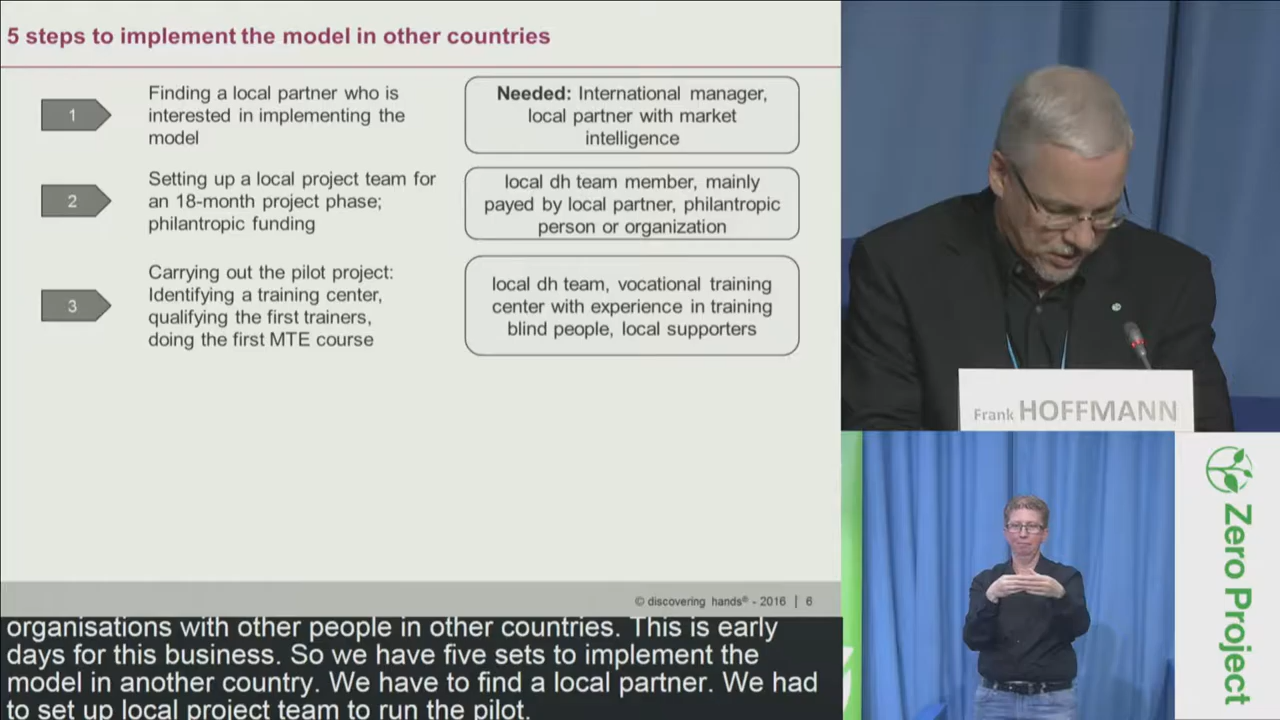 5 steps to implement the model in other countries
1
Finding a local partner who is
interested in implementing the
model
Needed: International manager,
local partner with market
intelligence
2
Setting up a local project team for
an 18-month project phase;
philantropic funding
local dh team member, mainly
payed by local partner, philantropic
person or organization
3
Carrying out the pilot project:
Identifying a training center,
qualifying the first trainers,
doing the first MTE course
local dh team, vocational training
center with experience in training
blind people, local supporters
© discovering hands® - 2016 | 6
organisations with other people in other countries. This is early
days for this business. So we have five sets to implement the
model in another country. We have to find a local partner. We had
to set up local project team to run the pilot.
Frank HOFFMANN
Zero Project